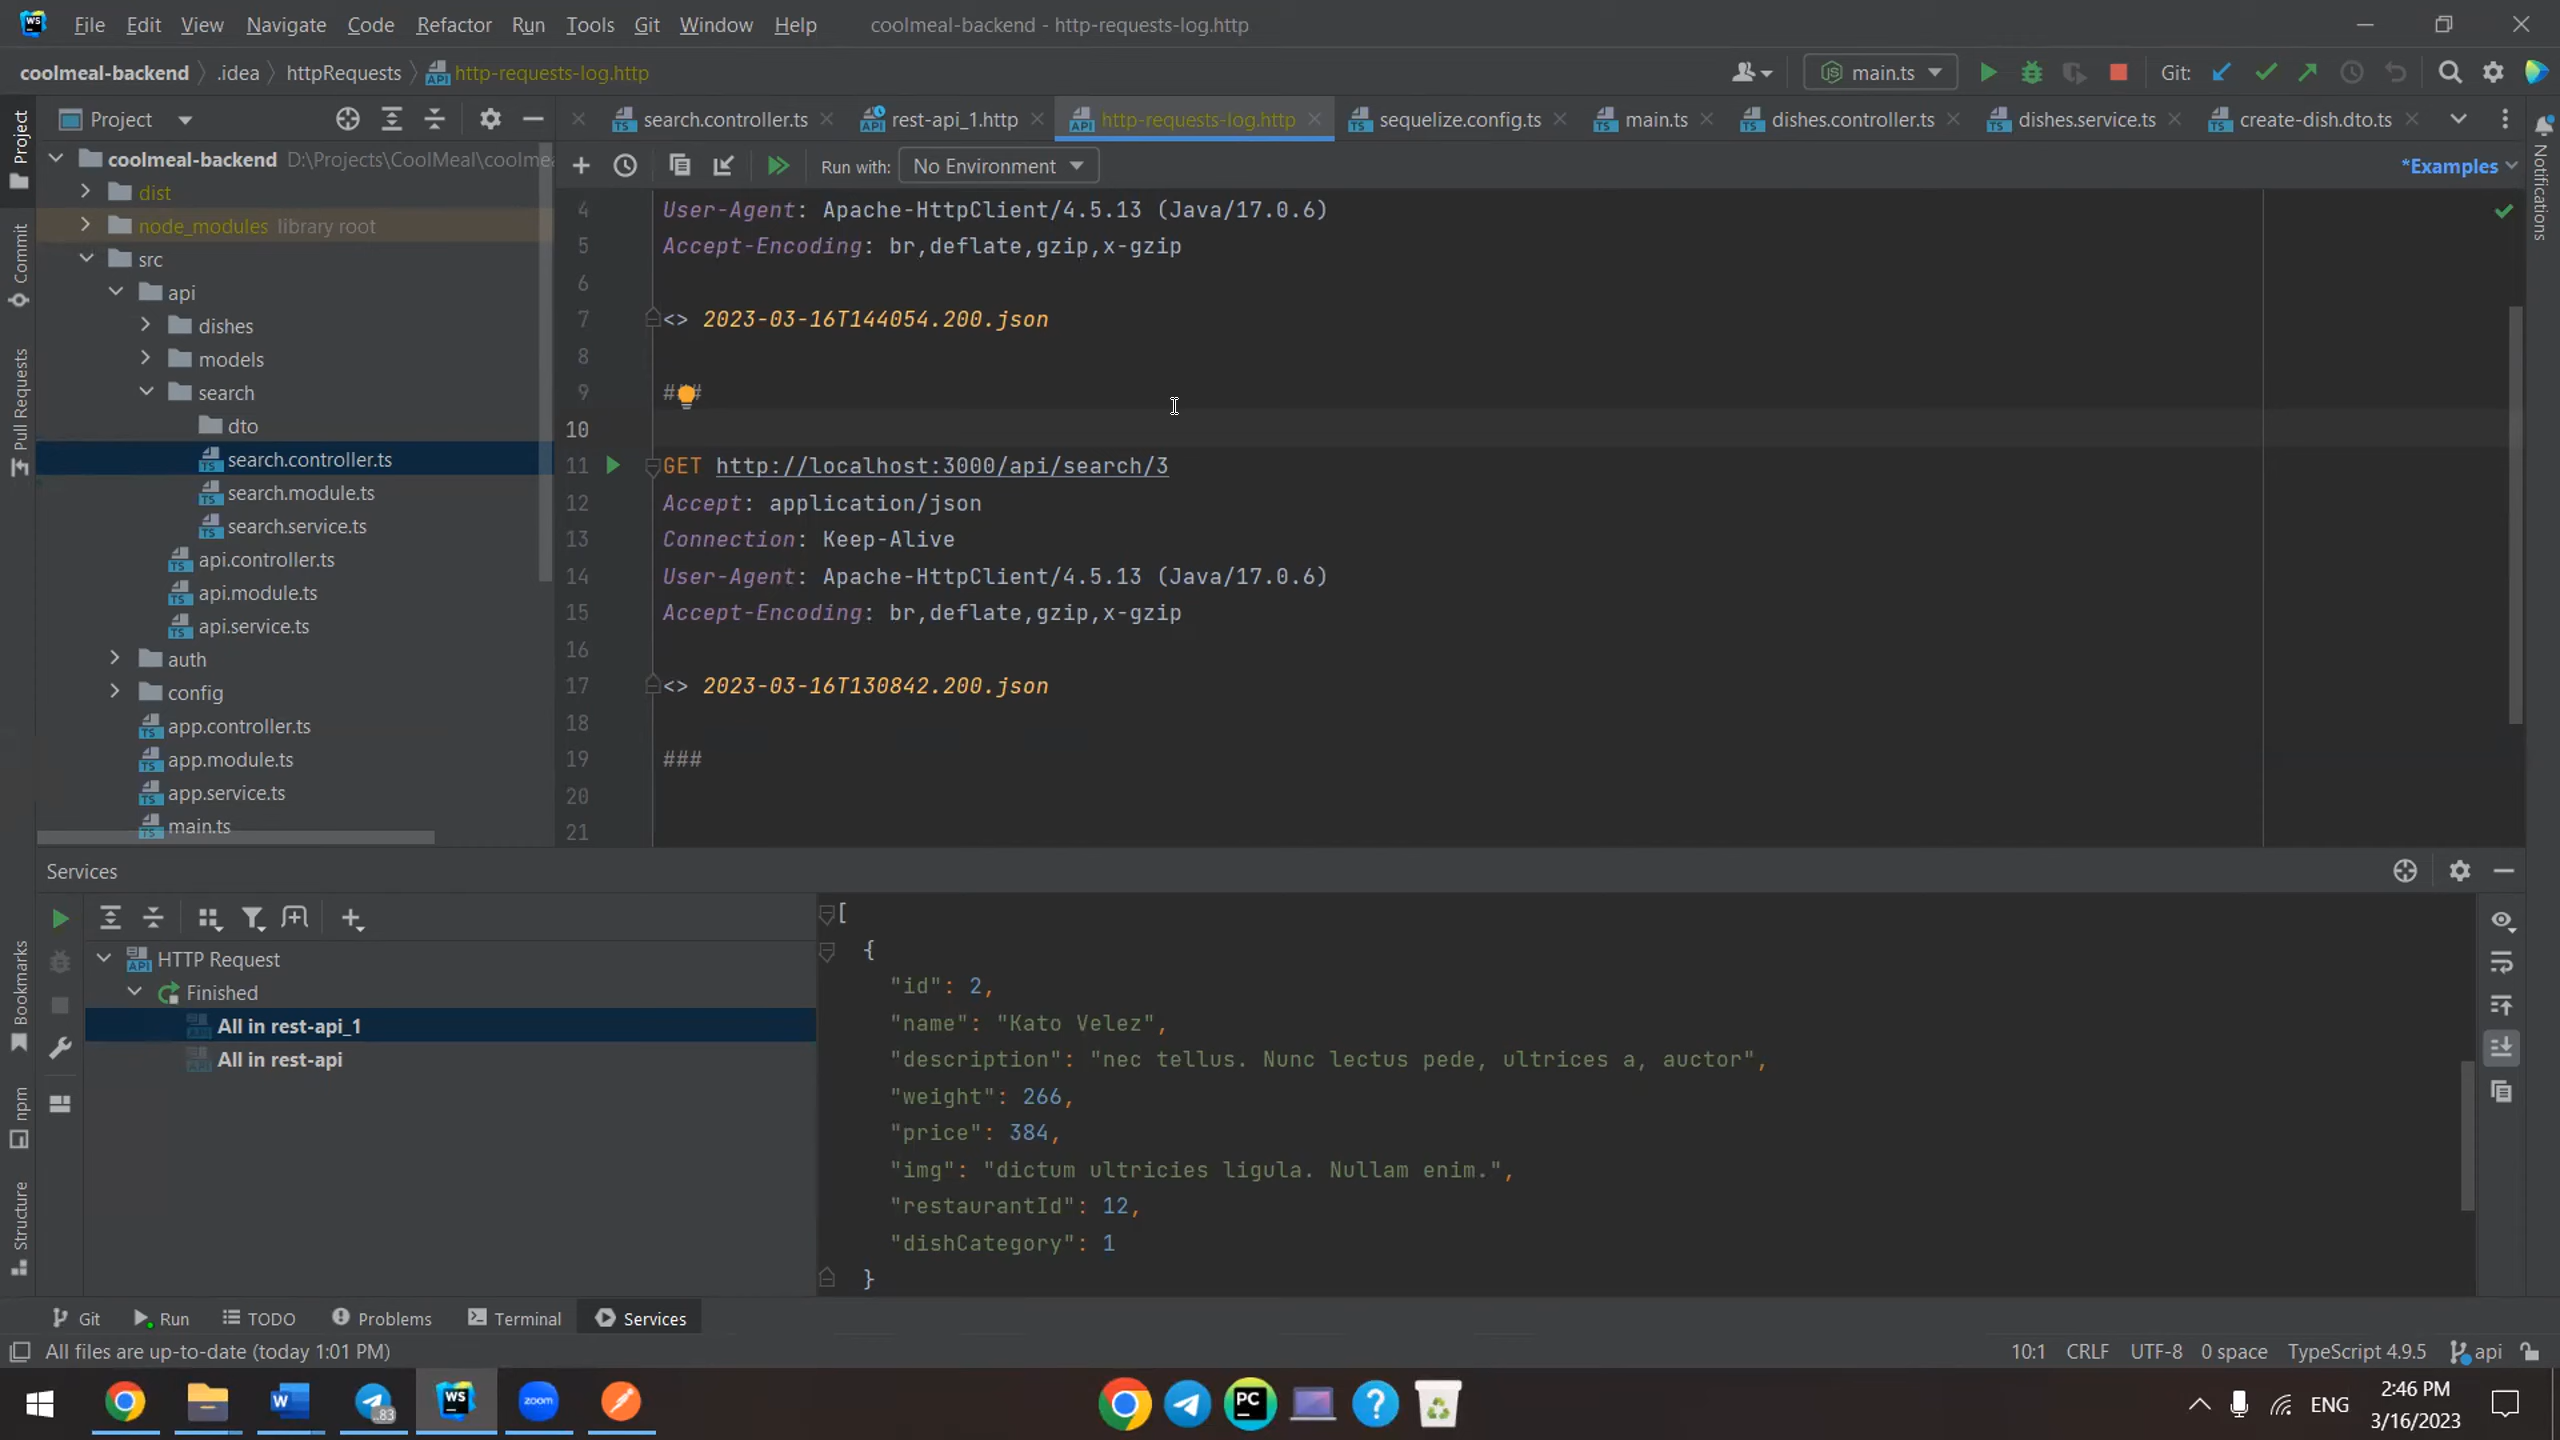 WS File Edit View Navigate Code Refactor Run Tools Git Window Help coolmeal-backend - http-requests-log.http
coolmeal-backend .idea httpRequests API http-requests-log.http main.ts Git:
Project search.controller.ts rest-api_1.http http-requests-log.http sequelize.config.ts main.ts dishes.controller.ts dishes.service.ts create-dish.dto.ts
Run with: No Environment *Examples
Project
Commit
Pull Requests
Bookmarks
npm
Structure
Notifications
coolmeal-backend D:\Projects\CoolMeal\coolme
dist
node_modules library root
src
api
dishes
models
search
dto
search.controller.ts
search.module.ts
search.service.ts
api.controller.ts
api.module.ts
api.service.ts
auth
config
app.controller.ts
app.module.ts
app.service.ts
main.ts
4 User-Agent: Apache-HttpClient/4.5.13 (Java/17.0.6)
5 Accept-Encoding: br,deflate,gzip,x-gzip
6
7 <> 2023-03-16T144054.200.json
8
9 ###
10
11 GET http://localhost:3000/api/search/3
12 Accept: application/json
13 Connection: Keep-Alive
14 User-Agent: Apache-HttpClient/4.5.13 (Java/17.0.6)
15 Accept-Encoding: br,deflate,gzip,x-gzip
16
17 <> 2023-03-16T130842.200.json
18
19 ###
20
21
Services
HTTP Request
Finished
All in rest-api_1
All in rest-api
[
{
"id": 2,
"name": "Kato Velez",
"description": "nec tellus. Nunc lectus pede, ultrices a, auctor",
"weight": 266,
"price": 384,
"img": "dictum ultricies ligula. Nullam enim.",
"restaurantId": 12,
"dishCategory": 1
}
Git Run TODO Problems Terminal Services
All files are up-to-date (today 1:01 PM) 10:1 CRLF UTF-8 0 space TypeScript 4.9.5 api
W ..83 WS zoom PC ? ENG 2:46 PM
3/16/2023